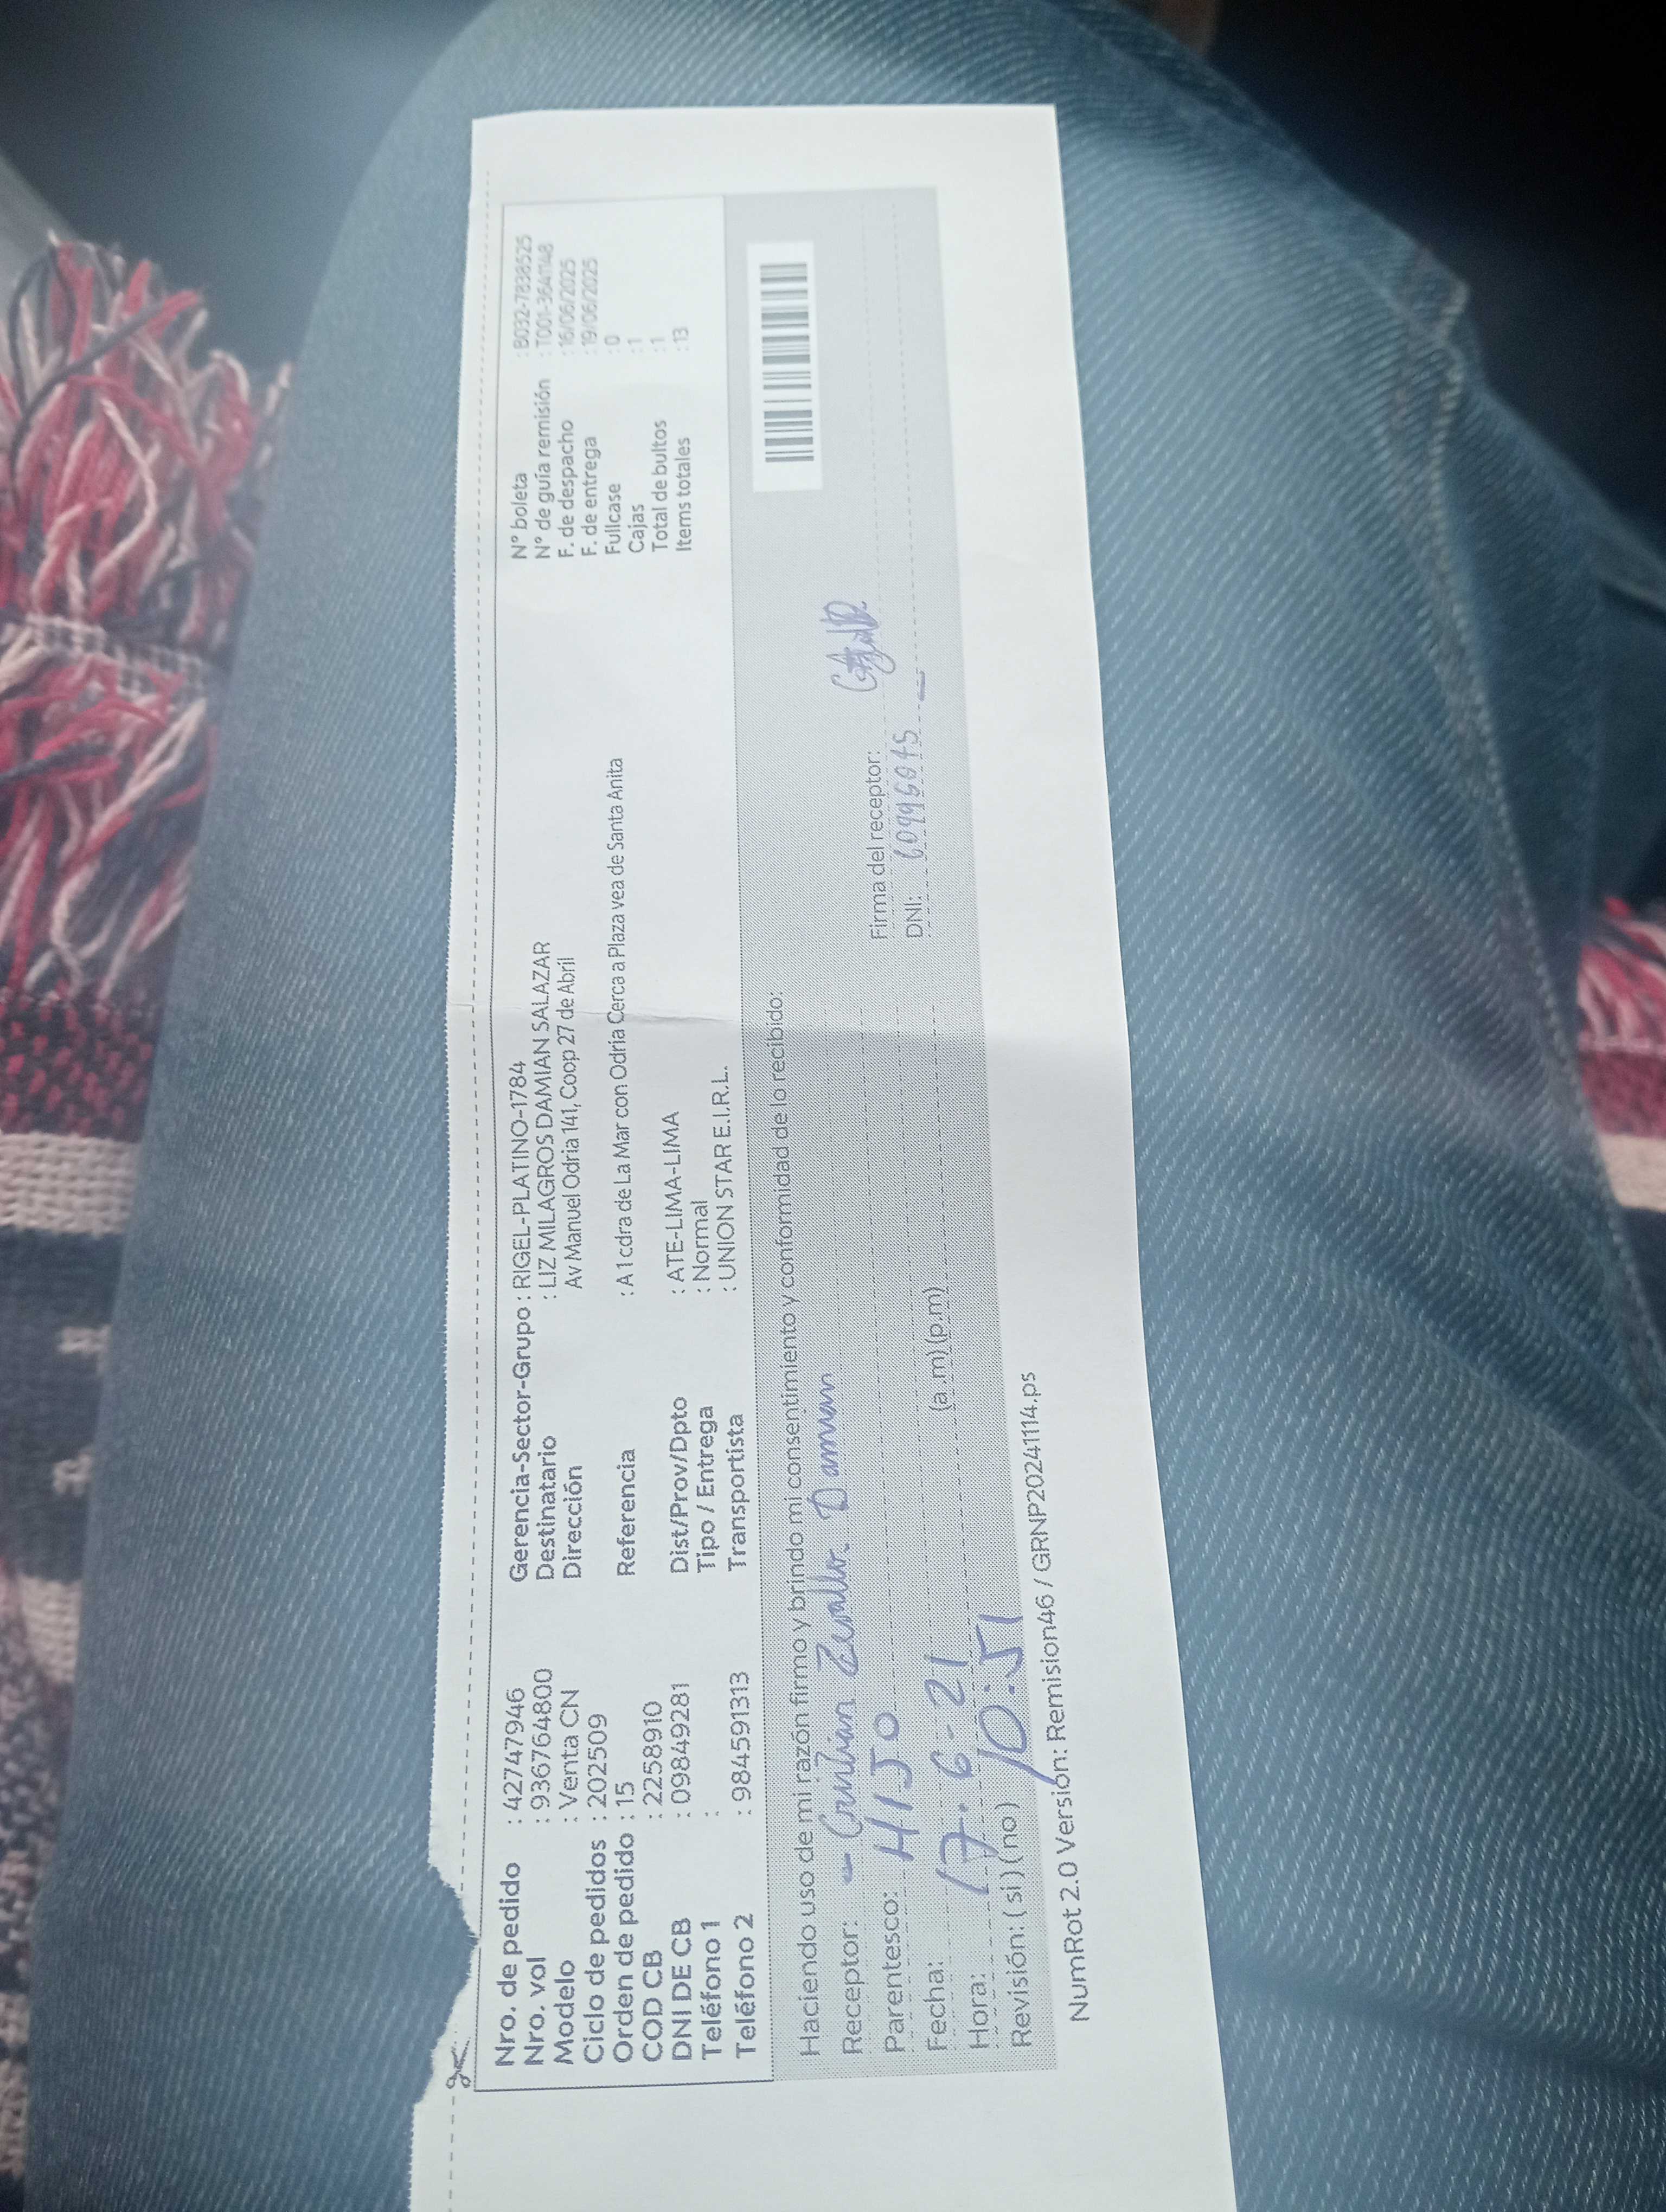 Nro. de pedido : 42747946
Nro. vol : 936764800
Modelo : Venta CN
Ciclo de pedidos : 202509
Orden de pedido : 15
COD CB : 2258910
DNI DE CB : 09849281
Teléfono 1 :
Teléfono 2 : 984591313
Gerencia-Sector-Grupo : RIGEL-PLATINO-1784
Destinatario : LIZ MILAGROS DAMIAN SALAZAR
Dirección Av Manuel Odria 141, Coop 27 de Abril
Referencia : A 1 cdra de La Mar con Odria Cerca a Plaza vea de Santa Anita
Dist/Prov/Dpto : ATE-LIMA-LIMA
Tipo / Entrega : Normal
Transportista : UNION STAR E.I.R.L.
N° boleta : B032-7838525
N° de guía remisión : T001-3641148
F. de despacho : 16/06/2025
F. de entrega : 19/06/2025
Fullcase : 0
Cajas : 1
Total de bultos : 1
Items totales : 13
Haciendo uso de mi razón firmo y brindo mi consentimiento y conformidad de lo recibido:
Receptor: - Damian
Parentesco: HIJO
Fecha: 17-6-21
Hora: 10:51 (a .m) (p.m)
Revisión: ( si ) (no)
Firma del receptor:
DNI:
NumRot 2.0 Versión: Remision46 / GRNP20241114.ps